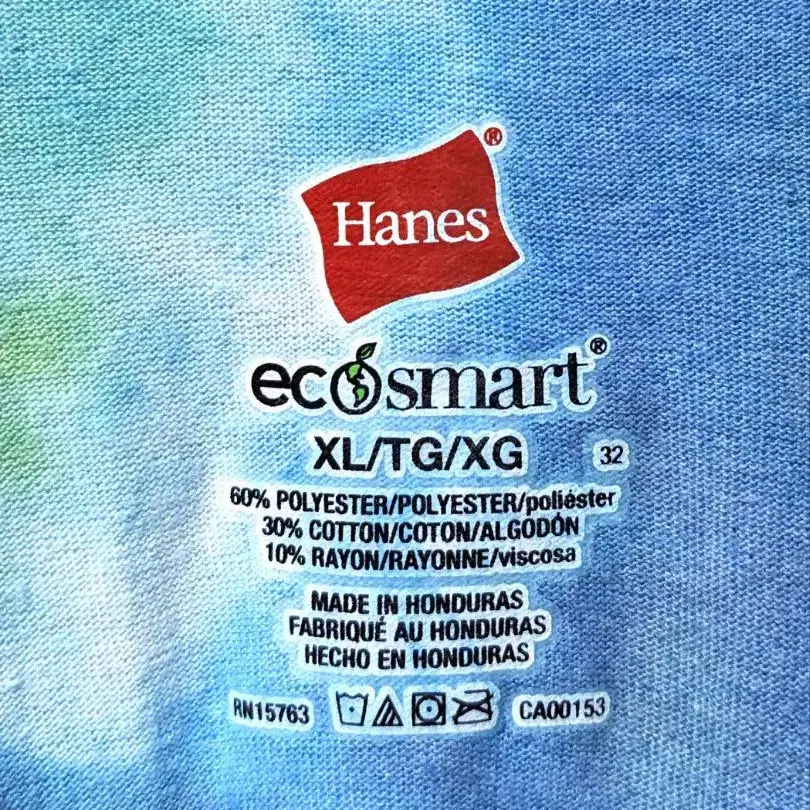 Hanes®
ecosmart®
XL/TG/XG 32
60% POLYESTER/POLYESTER/poliéster
30% COTTON/COTON/ALGODÓN
10% RAYON/RAYONNE/viscosa
MADE IN HONDURAS
FABRIQUÉ AU HONDURAS
HECHO EN HONDURAS
RN15763 CA00153